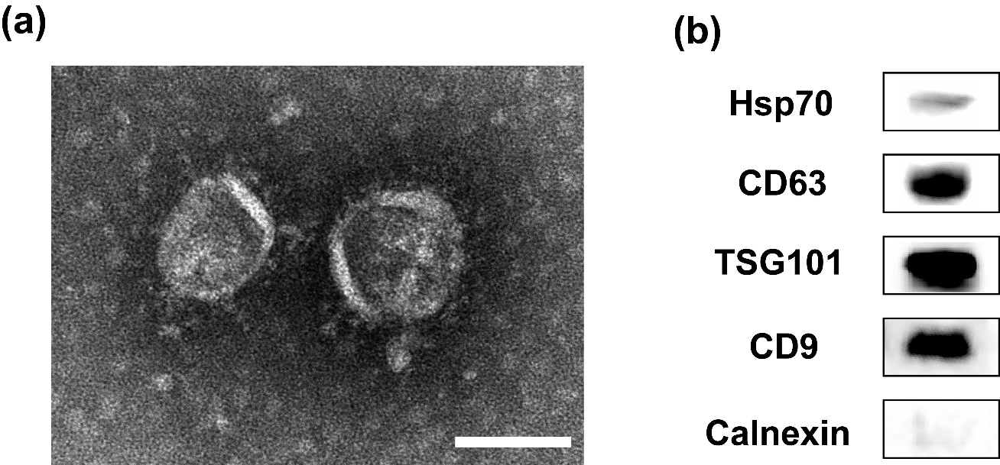 (a)
(b)
Hsp70
CD63
TSG101
CD9
Calnexin